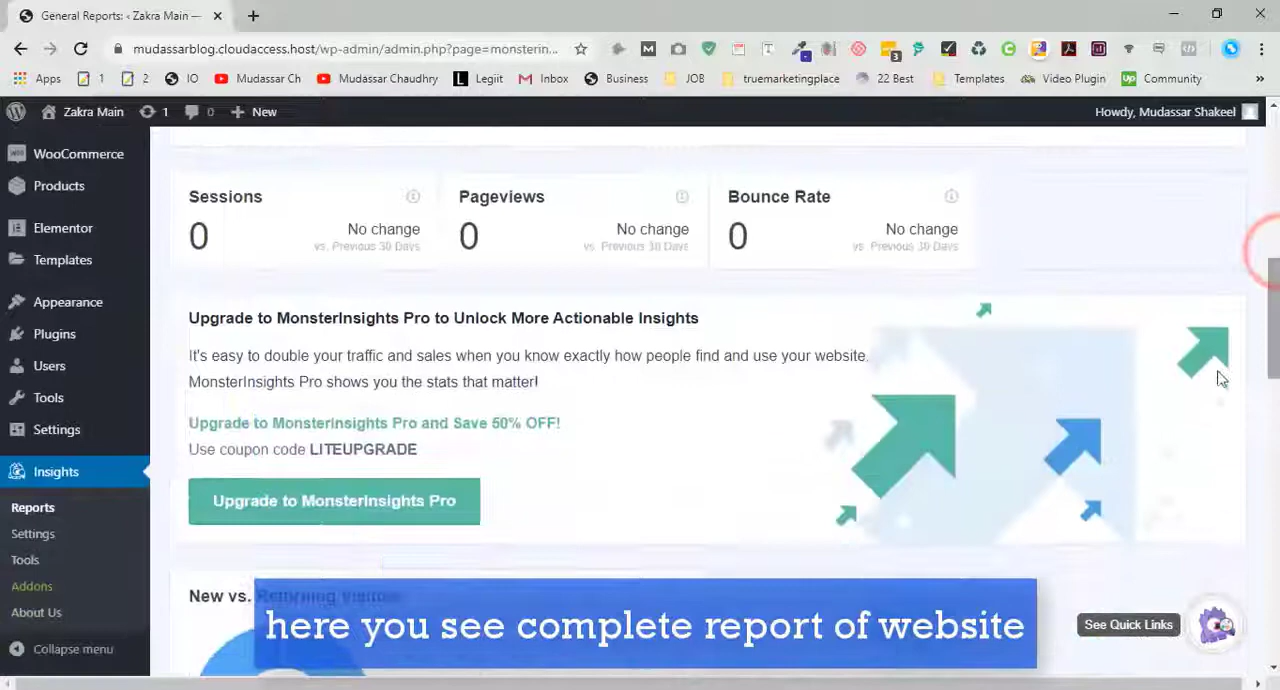 General Reports: ‹ Zakra Main —
mudassarblog.cloudaccess.host/wp-admin/admin.php?page=monsterin...
3
Apps
1
2
IO
Mudassar Ch
Mudassar Chaudhry
Legiit
Inbox
Business
JOB
truemarketingplace
22 Best
Templates
Video Plugin
Community
»
Zakra Main
1
0
New
Howdy, Mudassar Shakeel
WooCommerce
Products
Elementor
Templates
Appearance
Plugins
Users
Tools
Settings
Insights
Reports
Settings
Tools
Addons
About Us
Collapse menu
Sessions
0
No change
vs. Previous 30 Days
Pageviews
0
No change
vs. Previous 30 Days
Bounce Rate
0
No change
vs. Previous 30 Days
Upgrade to MonsterInsights Pro to Unlock More Actionable Insights
It's easy to double your traffic and sales when you know exactly how people find and use your website.
MonsterInsights Pro shows you the stats that matter!
Upgrade to MonsterInsights Pro and Save 50% OFF!
Use coupon code LITEUPGRADE
Upgrade to MonsterInsights Pro
New vs. Returning Visitors
here you see complete report of website
See Quick Links